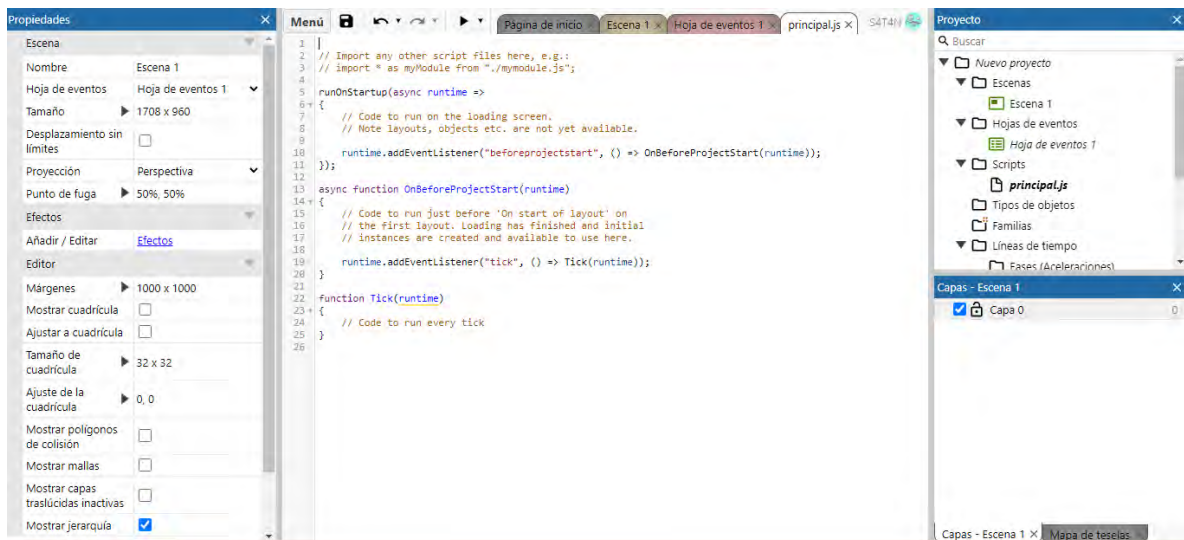 Propiedades
Escena
Nombre Escena 1
Hoja de eventos Hoja de eventos 1
Tamaño 1708 x 960
Desplazamiento sin
límites
Proyección Perspectiva
Punto de fuga 50%, 50%
Efectos
Añadir / Editar Efectos
Editor
Márgenes 1000 x 1000
Mostrar cuadrícula
Ajustar a cuadrícula
Tamaño de
cuadrícula 32 x 32
Ajuste de la
cuadrícula 0, 0
Mostrar polígonos
de colisión
Mostrar mallas
Mostrar capas
traslúcidas inactivas
Mostrar jerarquía
Menú Página de inicio Escena 1 Hoja de eventos 1 principal.js S4T4N
1
2 // Import any other script files here, e.g.:
3 // import * as myModule from "./mymodule.js";
4
5 runOnStartup(async runtime =>
6 {
7 // Code to run on the loading screen.
8 // Note layouts, objects etc. are not yet available.
9
10 runtime.addEventListener("beforeprojectstart", () => OnBeforeProjectStart(runtime));
11 });
12
13 async function OnBeforeProjectStart(runtime)
14 {
15 // Code to run just before 'On start of layout' on
16 // the first layout. Loading has finished and initial
17 // instances are created and available to use here.
18
19 runtime.addEventListener("tick", () => Tick(runtime));
20 }
21
22 function Tick(runtime)
23 {
24 // Code to run every tick
25 }
26
Proyecto
Buscar
Nuevo proyecto
Escenas
Escena 1
Hojas de eventos
Hoja de eventos 1
Scripts
principal.js
Tipos de objetos
Familias
Líneas de tiempo
Fases (Aceleraciones)
Capas - Escena 1
Capa 0 0
Capas - Escena 1 Mapa de teselas